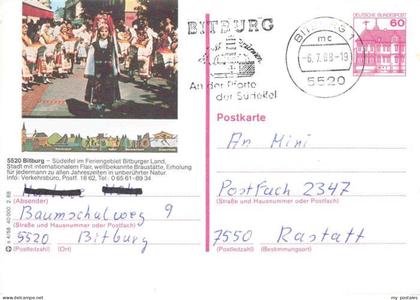 BITBURG
An der Pforte
der Südeifel
BITBURG 1
mc
-6.7.88-19
5520
DEUTSCHE BUNDESPOST
60
5520 Bitburg – Südeifel im Feriengebiet Bitburger Land,
Stadt mit internationalem Flair, weltbekannte Braustätte, Erholung
für jedermann zu allen Jahreszeiten in unberührter Natur.
Info: Verkehrsbüro, Postf. 18 62, Tel. 0 65 61-89 34
(Absender)
Baumschulweg 9
(Straße und Hausnummer oder Postfach)
5520 Bitburg
(Postleitzahl) (Ort)
Postkarte
An Mini
Postfach 2347
(Straße und Hausnummer oder Postfach)
7550 Rastatt
(Postleitzahl) (Bestimmungsort)